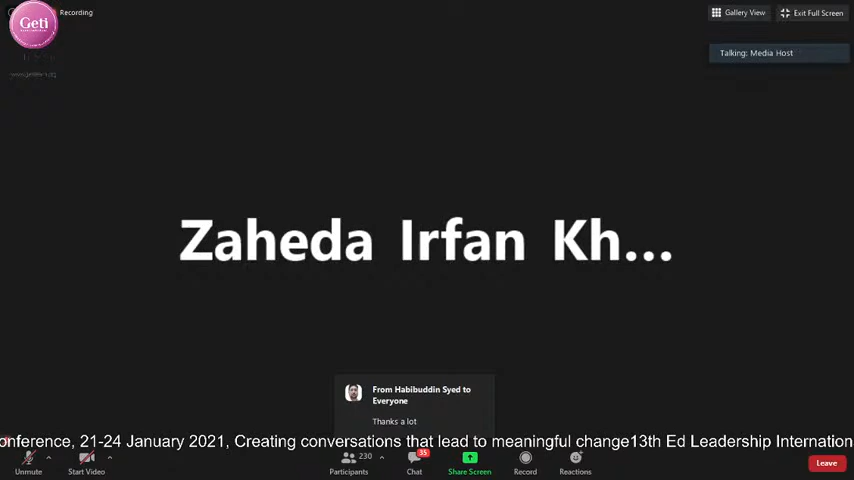 Geti
Recording
Gallery View
Exit Full Screen
Talking: Media Host
Zaheda Irfan Kh...
From Habibuddin Syed to
Everyone
Thanks a lot
onference, 21-24 January 2021, Creating conversations that lead to meaningful change13th Ed Leadership Internation
Unmute
Start Video
230
Participants
35
Chat
Share Screen
Record
Reactions
Leave